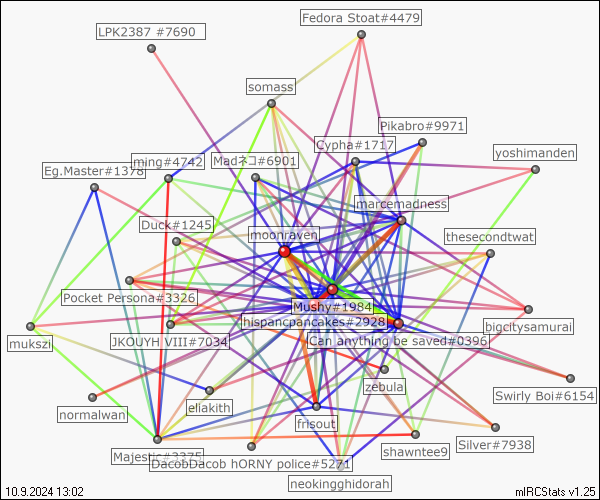 Fedora Stoat#4479
LPK2387 #7690
somass
Pikabro#9971
Cypha#1717
yoshimanden
ming#4742
Madネコ#6901
Eg.Master#1378
marcemadness
Duck#1245
moonraven
thesecondtwat
Pocket Persona#3326
Mushy#1984
hispancpancakes#2928
bigcitysamurai
mukszi
JKOUYH VIII#7034
Can anything be saved#0396
zebula
Swirly Boi#6154
normalwan
eliakith
frisout
Silver#7938
Majestic#3375
DacobDacob hORNY police#5271
shawntee9
neokingghidorah
10.9.2024 13:02
mIRCStats v1.25